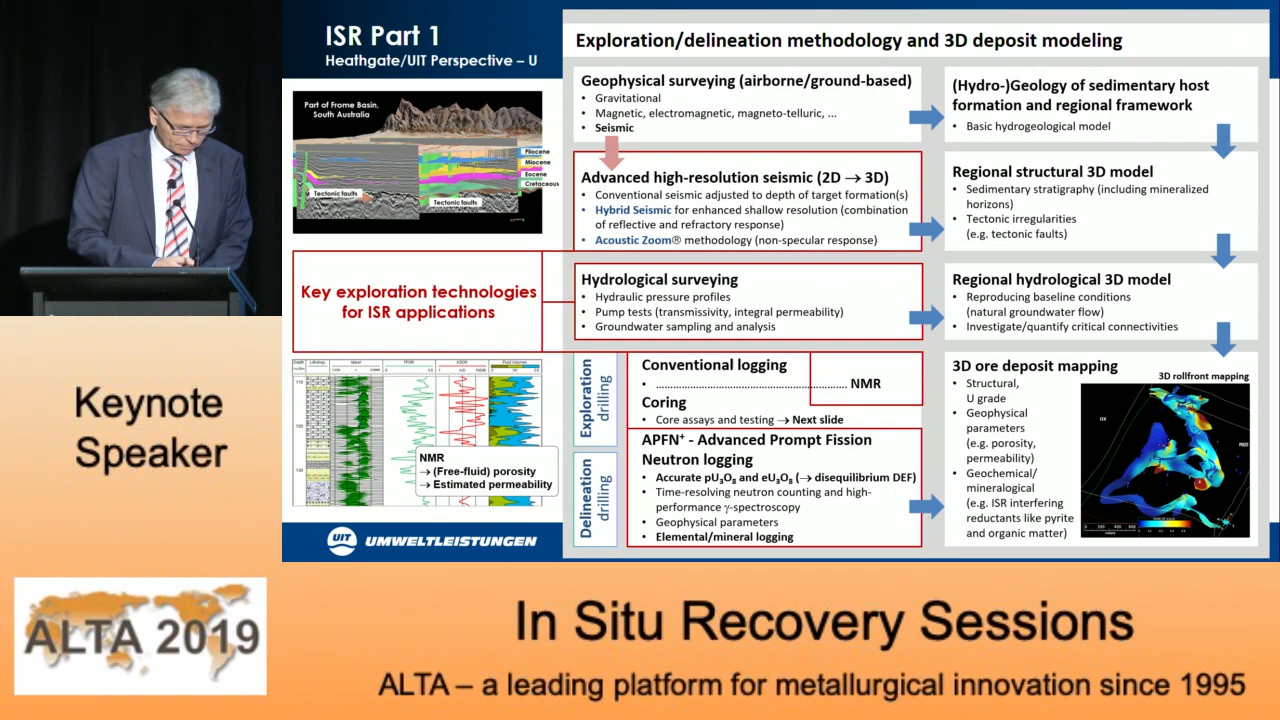 ISR Part 1
Heathgate/UIT Perspective – U
Exploration/delineation methodology and 3D deposit modeling
Part of Frome Basin,
South Australia
Pliocene
Miocene
Eocene
Cretaceous
Tectonic faults
Tectonic faults
Geophysical surveying (airborne/ground-based)
• Gravitational
• Magnetic, electromagnetic, magneto-telluric, ...
• Seismic
(Hydro-)Geology of sedimentary host
formation and regional framework
• Basic hydrogeological model
Advanced high-resolution seismic (2D → 3D)
• Conventional seismic adjusted to depth of target formation(s)
• Hybrid Seismic for enhanced shallow resolution (combination
of reflective and refractory response)
• Acoustic Zoom® methodology (non-specular response)
Regional structural 3D model
• Sedimentary stratigraphy (including mineralized
horizons)
• Tectonic irregularities
(e.g. tectonic faults)
Key exploration technologies
for ISR applications
Hydrological surveying
• Hydraulic pressure profiles
• Pump tests (transmissivity, integral permeability)
• Groundwater sampling and analysis
Regional hydrological 3D model
• Reproducing baseline conditions
(natural groundwater flow)
• Investigate/quantify critical connectivities
Depth
Lithology
Fluid Volumes
110
120
130
NMR
→ (Free-fluid) porosity
→ Estimated permeability
Exploration
drilling
Conventional logging
• ................................................ NMR
Coring
• Core assays and testing → Next slide
Delineation
drilling
APFN⁺ - Advanced Prompt Fission
Neutron logging
• Accurate pU₃O₈ and eU₃O₈ (→ disequilibrium DEF)
• Time-resolving neutron counting and high-
performance γ-spectroscopy
• Geophysical parameters
• Elemental/mineral logging
3D ore deposit mapping
• Structural,
U grade
• Geophysical
parameters
(e.g. porosity,
permeability)
• Geochemical/
mineralogical
(e.g. ISR interfering
reductants like pyrite
and organic matter)
3D rollfront mapping
OX
RED
UIT UMWELTLEISTUNGEN
Keynote
Speaker
ALTA 2019
In Situ Recovery Sessions
ALTA – a leading platform for metallurgical innovation since 1995